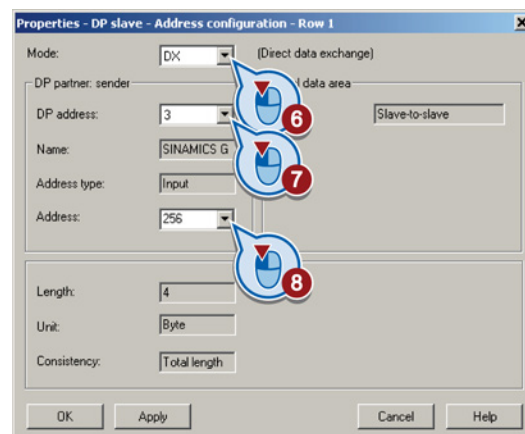 Properties - DP slave - Address configuration - Row 1
Mode: DX (Direct data exchange)
DP partner: sender data area
DP address: 3 Slave-to-slave
Name: SINAMICS G
Address type: Input
Address: 256
6
7
8
Length: 4
Unit: Byte
Consistency: Total length
OK Apply Cancel Help